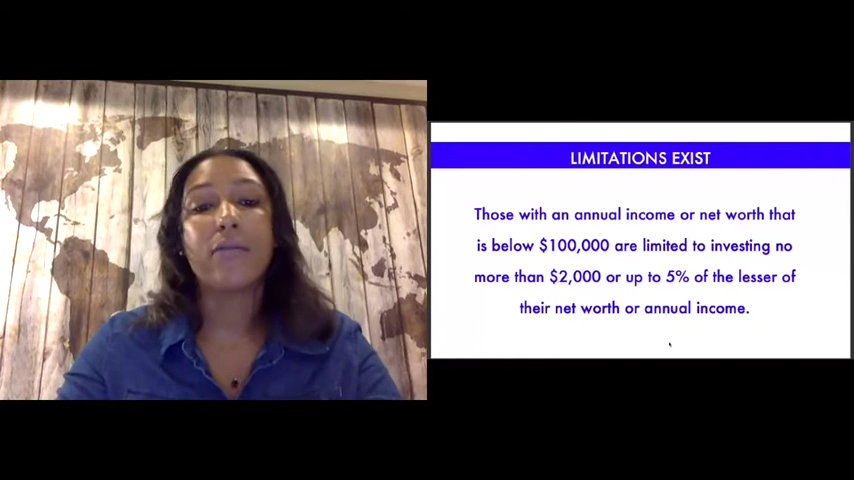 LIMITATIONS EXIST
Those with an annual income or net worth that
is below $100,000 are limited to investing no
more than $2,000 or up to 5% of the lesser of
their net worth or annual income.